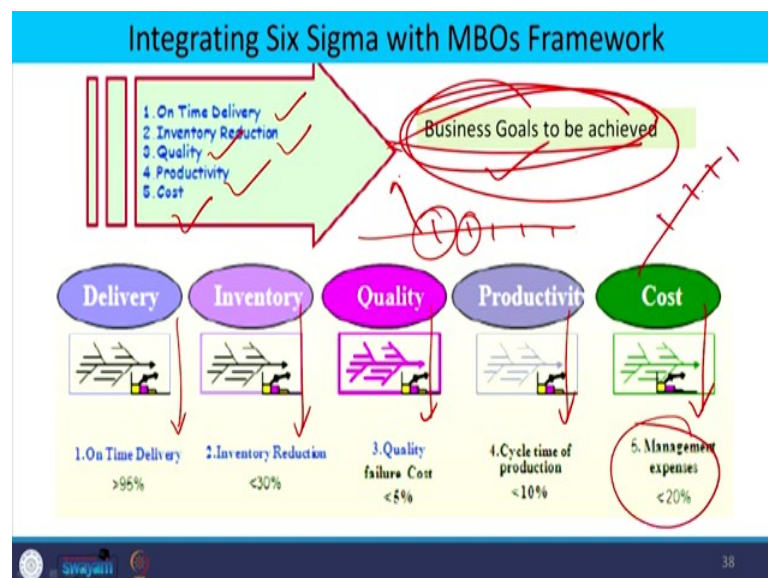 Integrating Six Sigma with MBOs Framework
1.On Time Delivery
2 Inventory Reduction
3.Quality
4 Productivity
5.Cost
Business Goals to be achieved
Delivery
Inventory
Quality
Productivity
Cost
1.On Time Delivery
>95%
2.Inventory Reduction
<30%
3.Quality
failure Cost
<5%
4.Cycle time of
production
<10%
5. Management
expenses
<20%
swayam
38